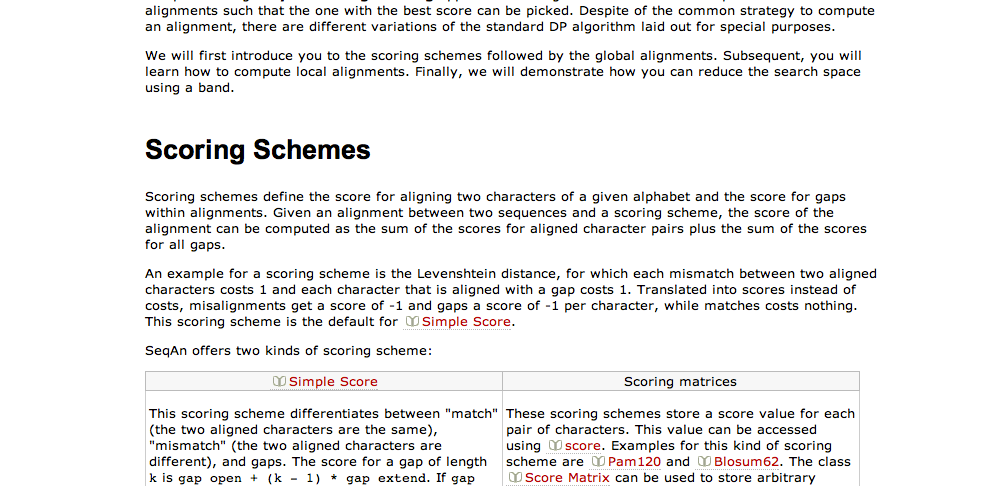 alignments such that the one with the best score can be picked. Despite of the common strategy to compute
an alignment, there are different variations of the standard DP algorithm laid out for special purposes.
We will first introduce you to the scoring schemes followed by the global alignments. Subsequent, you will
learn how to compute local alignments. Finally, we will demonstrate how you can reduce the search space
using a band.
Scoring Schemes
Scoring schemes define the score for aligning two characters of a given alphabet and the score for gaps
within alignments. Given an alignment between two sequences and a scoring scheme, the score of the
alignment can be computed as the sum of the scores for aligned character pairs plus the sum of the scores
for all gaps.
An example for a scoring scheme is the Levenshtein distance, for which each mismatch between two aligned
characters costs 1 and each character that is aligned with a gap costs 1. Translated into scores instead of
costs, misalignments get a score of -1 and gaps a score of -1 per character, while matches costs nothing.
This scoring scheme is the default for Simple Score.
SeqAn offers two kinds of scoring scheme:
Simple Score
This scoring scheme differentiates between "match"
(the two aligned characters are the same),
"mismatch" (the two aligned characters are
different), and gaps. The score for a gap of length
k is gap open + (k - 1) * gap extend. If gap
Scoring matrices
These scoring schemes store a score value for each
pair of characters. This value can be accessed
using score. Examples for this kind of scoring
scheme are Pam120 and Blosum62. The class
Score Matrix can be used to store arbitrary